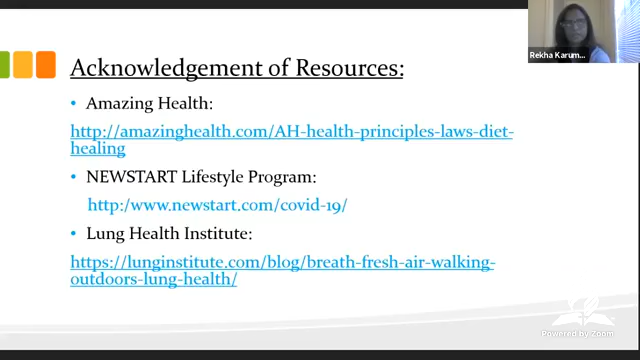 Rekha Karum...
Acknowledgement of Resources:
• Amazing Health:
http://amazinghealth.com/AH-health-principles-laws-diet-
healing
• NEWSTART Lifestyle Program:
http:/www.newstart.com/covid-19/
• Lung Health Institute:
https://lunginstitute.com/blog/breath-fresh-air-walking-
outdoors-lung-health/
Powered by Zoom